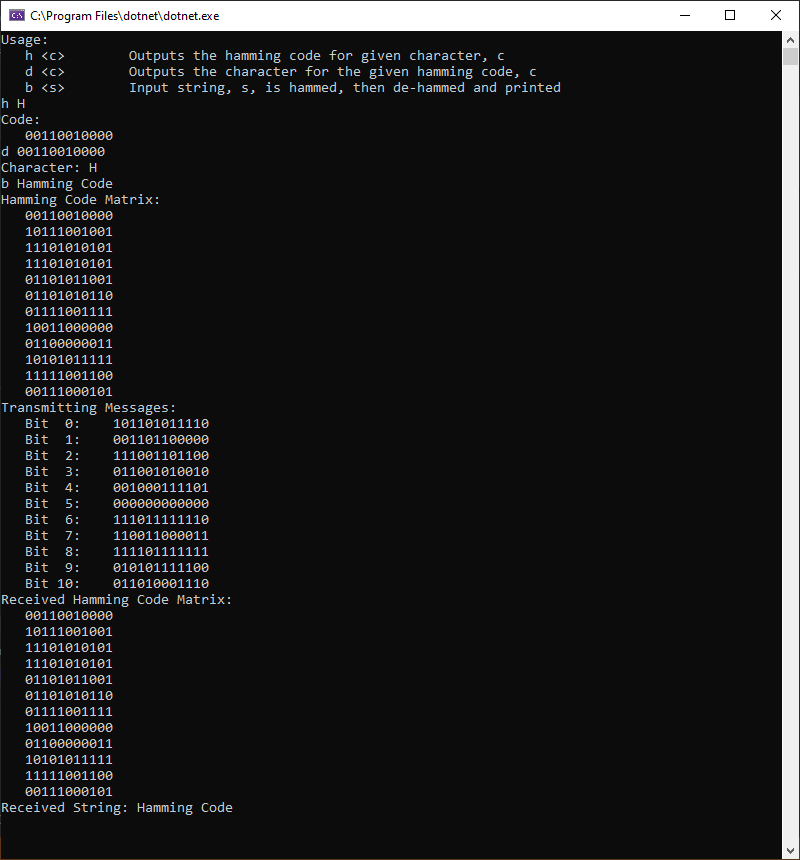 C:\Program Files\dotnet\dotnet.exe
Usage:
   h <c>        Outputs the hamming code for given character, c
   d <c>        Outputs the character for the given hamming code, c
   b <s>        Input string, s, is hammed, then de-hammed and printed
h H
Code:
   00110010000
d 00110010000
Character: H
b Hamming Code
Hamming Code Matrix:
   00110010000
   10111001001
   11101010101
   11101010101
   01101011001
   01101010110
   01111001111
   10011000000
   01100000011
   10101011111
   11111001100
   00111000101
Transmitting Messages:
   Bit  0:    101101011110
   Bit  1:    001101100000
   Bit  2:    111001101100
   Bit  3:    011001010010
   Bit  4:    001000111101
   Bit  5:    000000000000
   Bit  6:    111011111110
   Bit  7:    110011000011
   Bit  8:    111101111111
   Bit  9:    010101111100
   Bit 10:    011010001110
Received Hamming Code Matrix:
   00110010000
   10111001001
   11101010101
   11101010101
   01101011001
   01101010110
   01111001111
   10011000000
   01100000011
   10101011111
   11111001100
   00111000101
Received String: Hamming Code